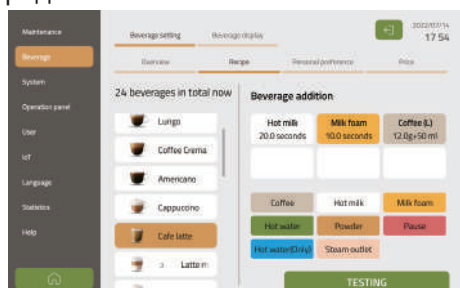 Maintenance
Beverage
System
Operation panel
User
IoT
Language
Statistics
Help
Beverage setting
Beverage display
2022/07/14
17 54
Overview
Recipe
Personal preference
Price
24 beverages in total now
Lungo
Coffee Crema
Americano
Cappuccino
Cafe latte
Latte m
Beverage addition
Hot milk
20.0 seconds
Milk foam
10.0 seconds
Coffee (L)
12.0g+50 ml
Coffee
Hot milk
Milk foam
Hot water
Powder
Pause
Hot water(Only)
Steam outlet
TESTING